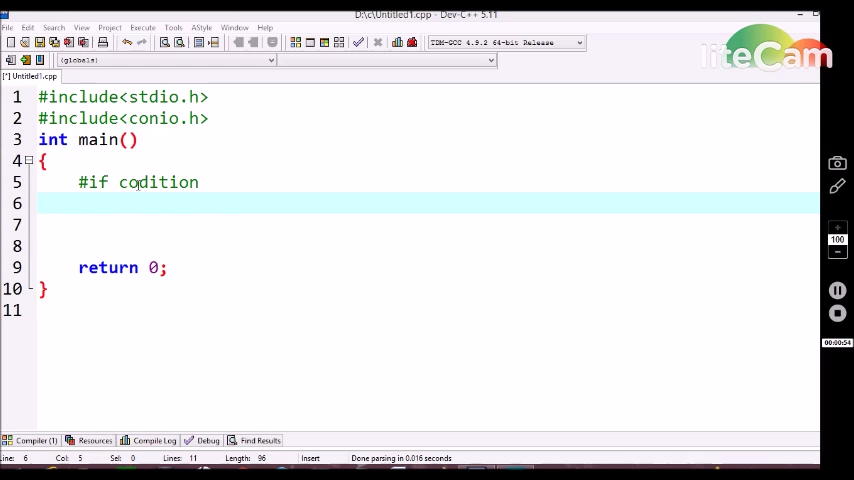 D:\c\Untitled1.cpp - Dev-C++ 5.11
File Edit Search View Project Execute Tools AStyle Window Help
TDM-GCC 4.9.2 64-bit Release
(globals)
[*] Untitled1.cpp
liteCam
1 #include<stdio.h>
2 #include<conio.h>
3 int main()
4 {
5 #if codition
6
7
8
9 return 0;
10 }
11
100
00:00:54
Compiler (1) Resources Compile Log Debug Find Results
Line: 6 Col: 5 Sel: 0 Lines: 11 Length: 96 Insert Done parsing in 0.016 seconds